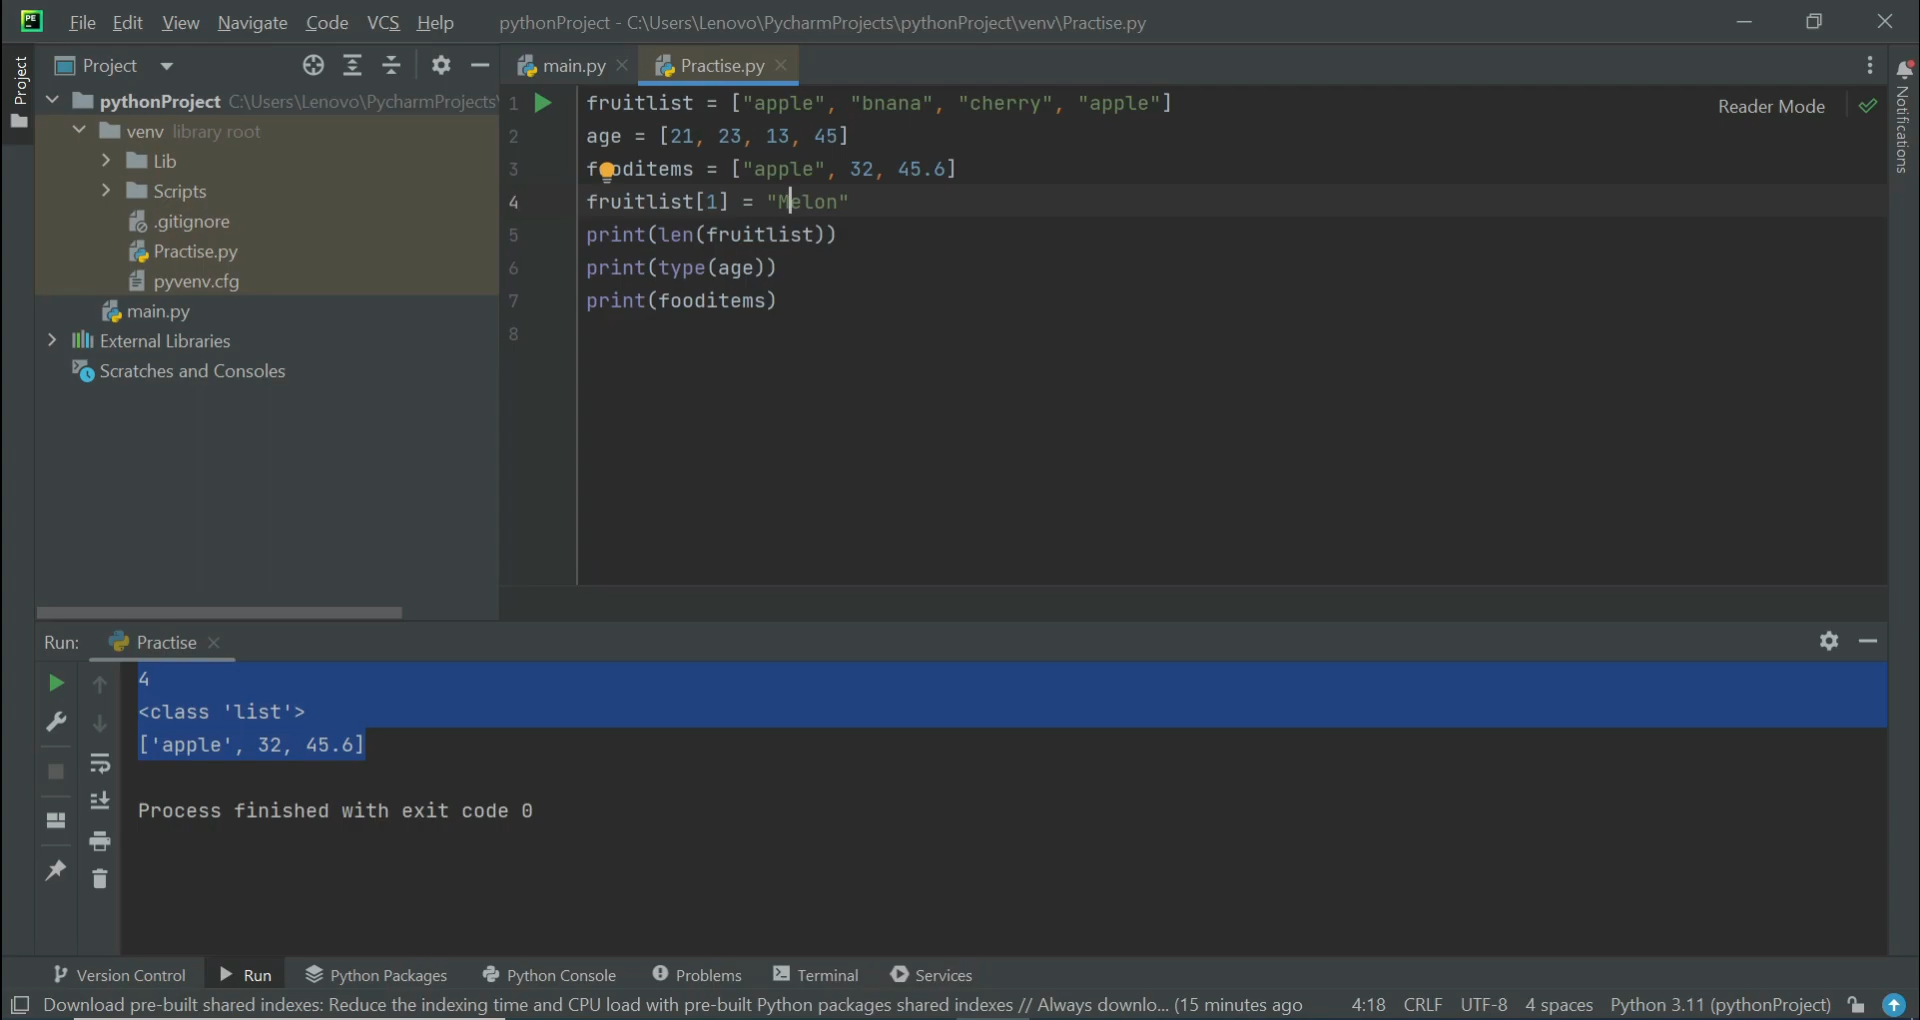 PE File Edit View Navigate Code VCS Help pythonProject - C:\Users\Lenovo\PycharmProjects\pythonProject\venv\Practise.py
Project
Project
main.py Practise.py
pythonProject C:\Users\Lenovo\PycharmProjects\
venv library root
Lib
Scripts
.gitignore
Practise.py
pyvenv.cfg
main.py
External Libraries
Scratches and Consoles
1 fruitlist = ["apple", "bnana", "cherry", "apple"]
2 age = [21, 23, 13, 45]
3 fooditems = ["apple", 32, 45.6]
4 fruitlist[1] = "Melon"
5 print(len(fruitlist))
6 print(type(age))
7 print(fooditems)
8
Reader Mode
Notifications
Run: Practise
4
<class 'list'>
['apple', 32, 45.6]
Process finished with exit code 0
Version Control Run Python Packages Python Console Problems Terminal Services
Download pre-built shared indexes: Reduce the indexing time and CPU load with pre-built Python packages shared indexes // Always downlo... (15 minutes ago 4:18 CRLF UTF-8 4 spaces Python 3.11 (pythonProject)